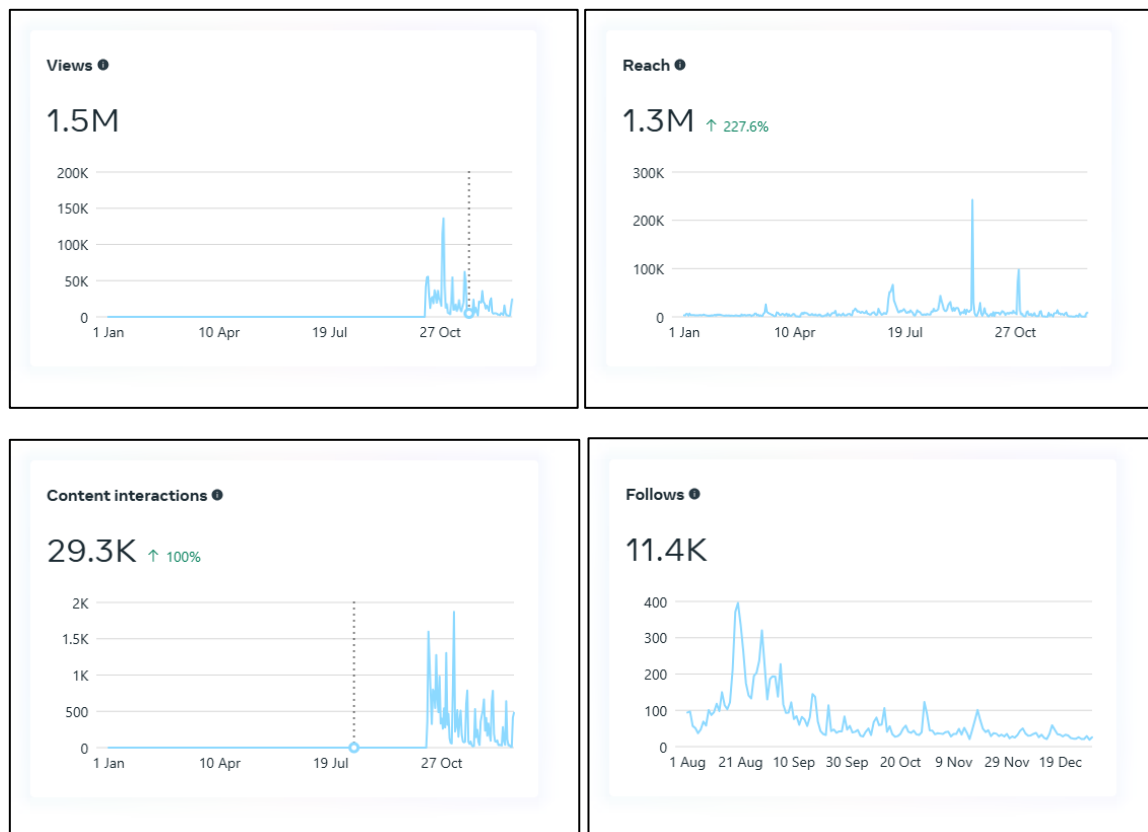 Views
1.5M
200K
150K
100K
50K
0
1 Jan 10 Apr 19 Jul 27 Oct
Reach
1.3M ↑ 227.6%
300K
200K
100K
0
1 Jan 10 Apr 19 Jul 27 Oct
Content interactions
29.3K ↑ 100%
2K
1.5K
1K
500
0
1 Jan 10 Apr 19 Jul 27 Oct
Follows
11.4K
400
300
200
100
0
1 Aug 21 Aug 10 Sep 30 Sep 20 Oct 9 Nov 29 Nov 19 Dec